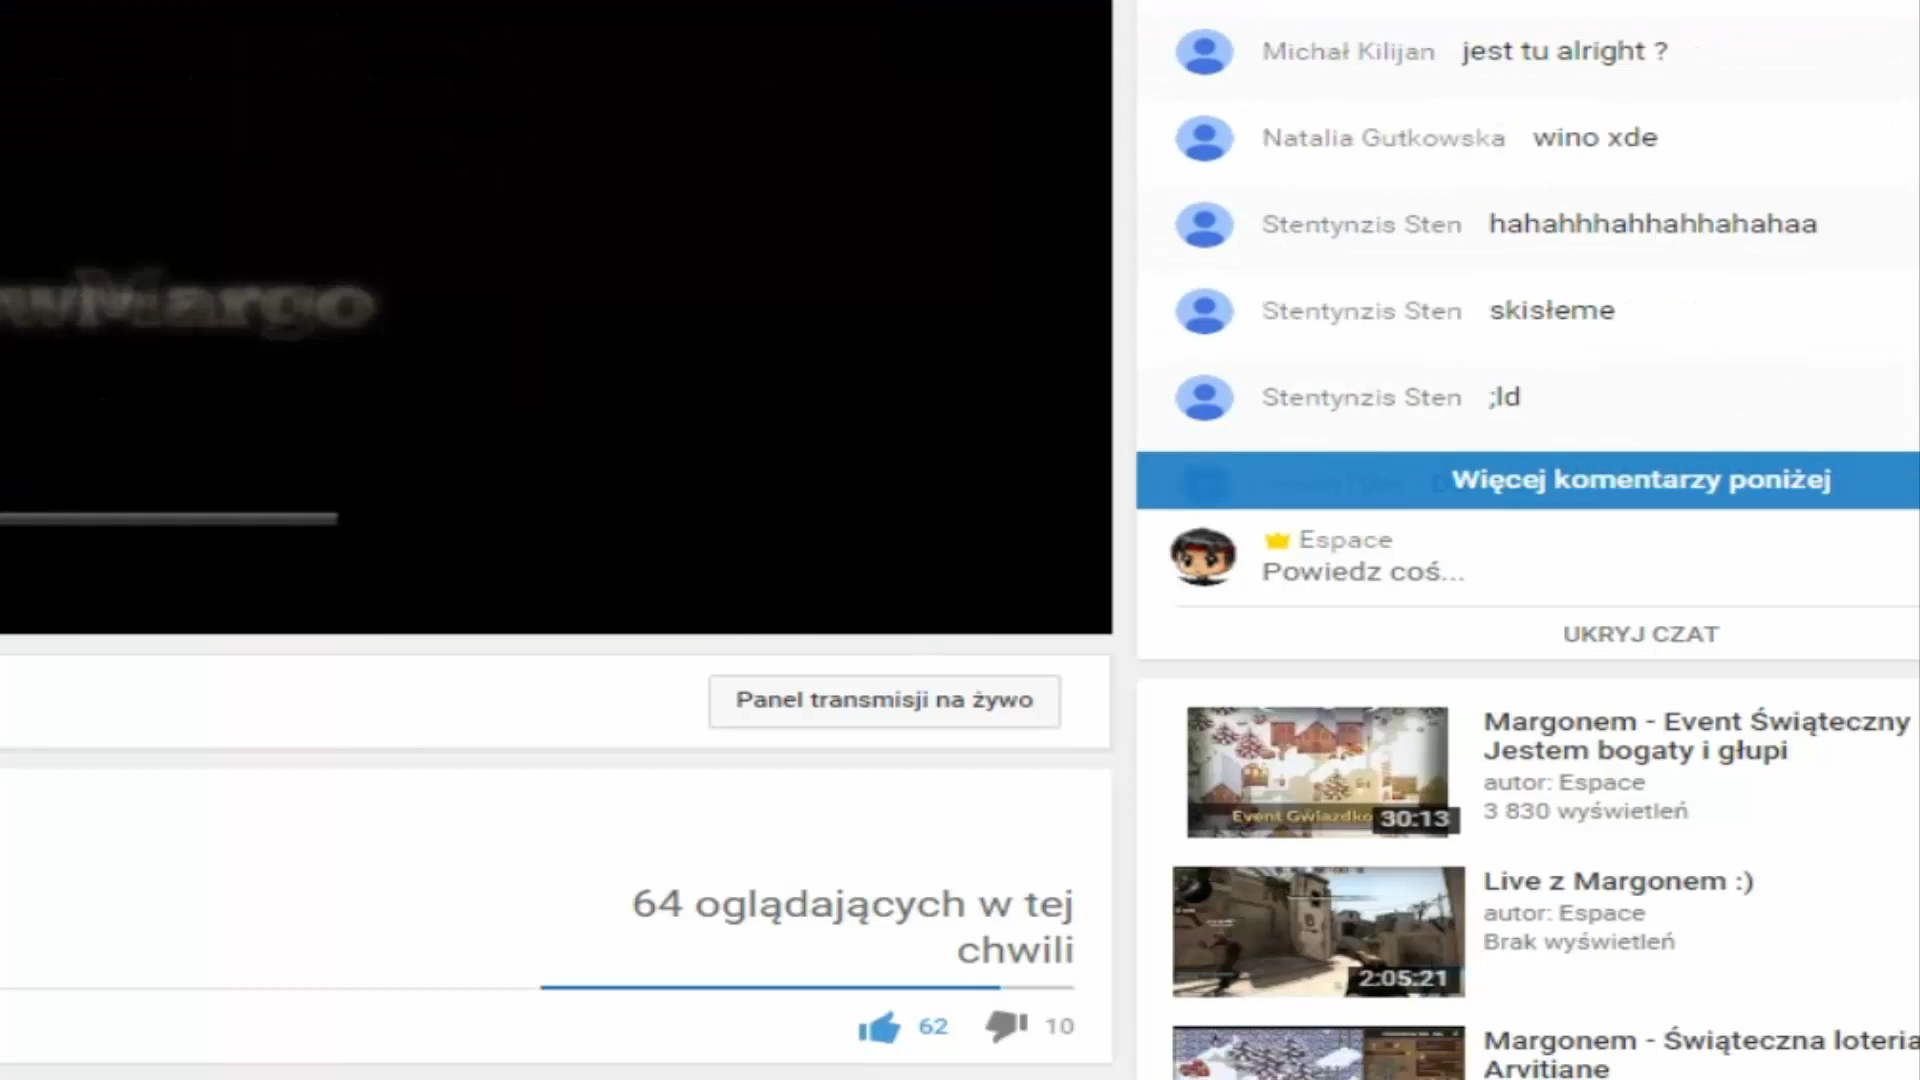 Michał Kilijan jest tu alright ?
Natalia Gutkowska wino xde
Stentynzis Sten hahahhhahhahhahahaa
Stentynzis Sten skisłeme
Stentynzis Sten ;ld
wMargo
Więcej komentarzy poniżej
Espace
Powiedz coś...
UKRYJ CZAT
Panel transmisji na żywo
Margonem - Event Świąteczny
Jestem bogaty i głupi
autor: Espace
3 830 wyświetleń
Event Gwiazdko
30:13
64 oglądających w tej
chwili
Live z Margonem :)
autor: Espace
Brak wyświetleń
2:05:21
62
10
Margonem - Świąteczna loteria
Arvitiane